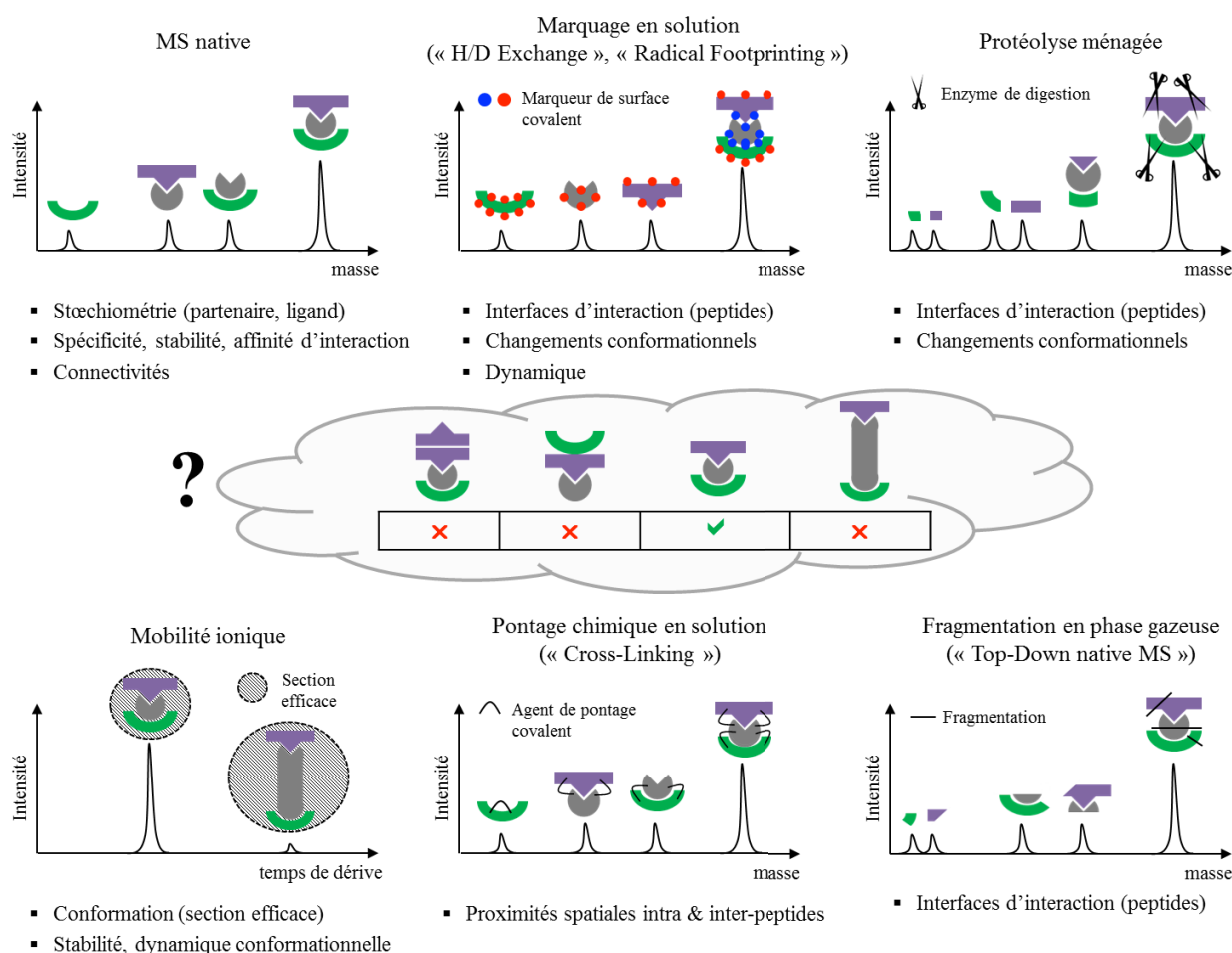 MS native
Intensité
masse
▪ Stœchiométrie (partenaire, ligand)
▪ Spécificité, stabilité, affinité d’interaction
▪ Connectivités
Marquage en solution
(« H/D Exchange », « Radical Footprinting »)
Marqueur de surface
covalent
Intensité
masse
▪ Interfaces d’interaction (peptides)
▪ Changements conformationnels
▪ Dynamique
Protéolyse ménagée
Enzyme de digestion
Intensité
masse
▪ Interfaces d’interaction (peptides)
▪ Changements conformationnels
?
Mobilité ionique
Section
efficace
Intensité
temps de dérive
▪ Conformation (section efficace)
▪ Stabilité, dynamique conformationnelle
Pontage chimique en solution
(« Cross-Linking »)
Agent de pontage
covalent
Intensité
masse
▪ Proximités spatiales intra & inter-peptides
Fragmentation en phase gazeuse
(« Top-Down native MS »)
Fragmentation
Intensité
masse
▪ Interfaces d’interaction (peptides)